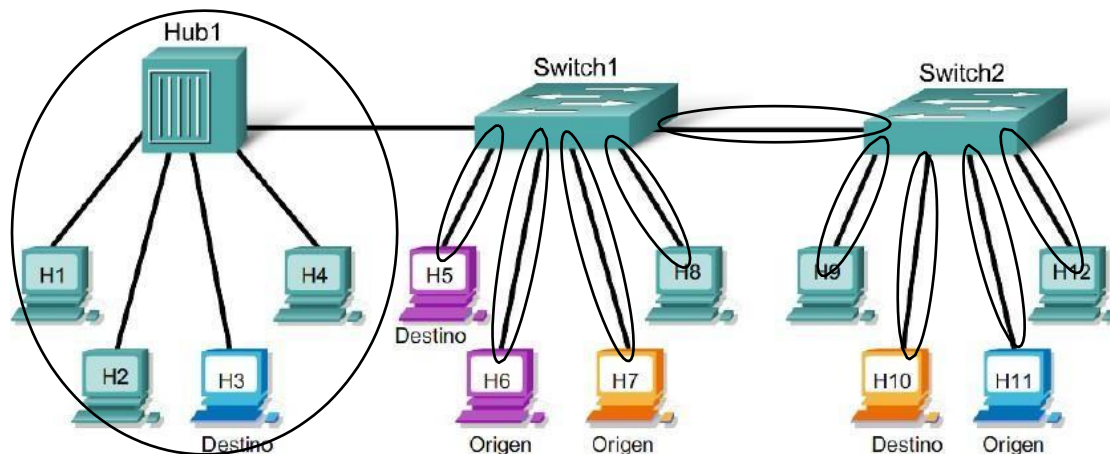 Hub1
Switch1
Switch2
H1
H4
H5
H8
H9
H12
Destino
H2
H3
H6
H7
H10
H11
Destino
Origen
Origen
Destino
Origen